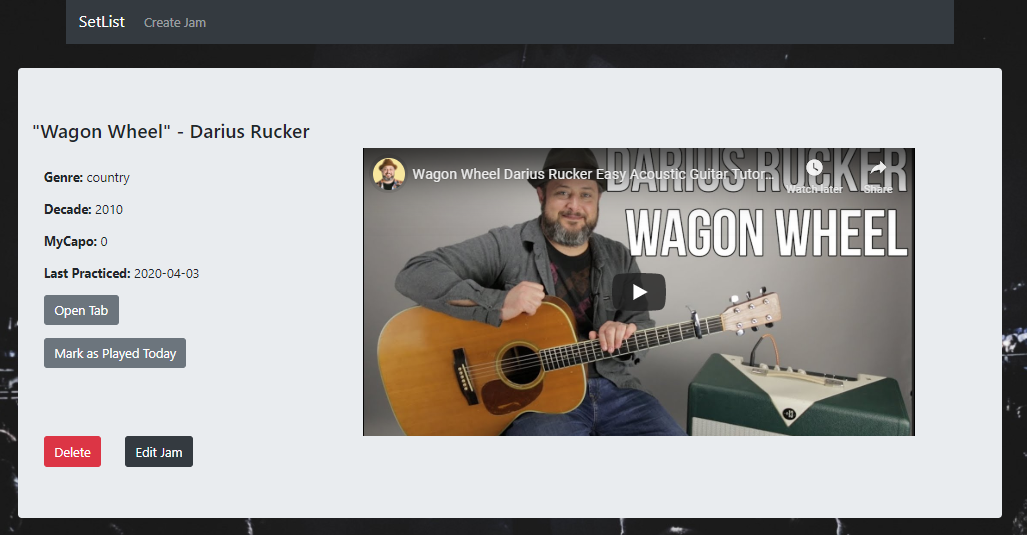 SetList Create Jam
"Wagon Wheel" - Darius Rucker
Genre: country
Decade: 2010
MyCapo: 0
Last Practiced: 2020-04-03
Open Tab
Mark as Played Today
Delete Edit Jam
Wagon Wheel Darius Rucker Easy Acoustic Guitar Tutor...
Watch later Share
DARIUS RUCKER
WAGON WHEEL